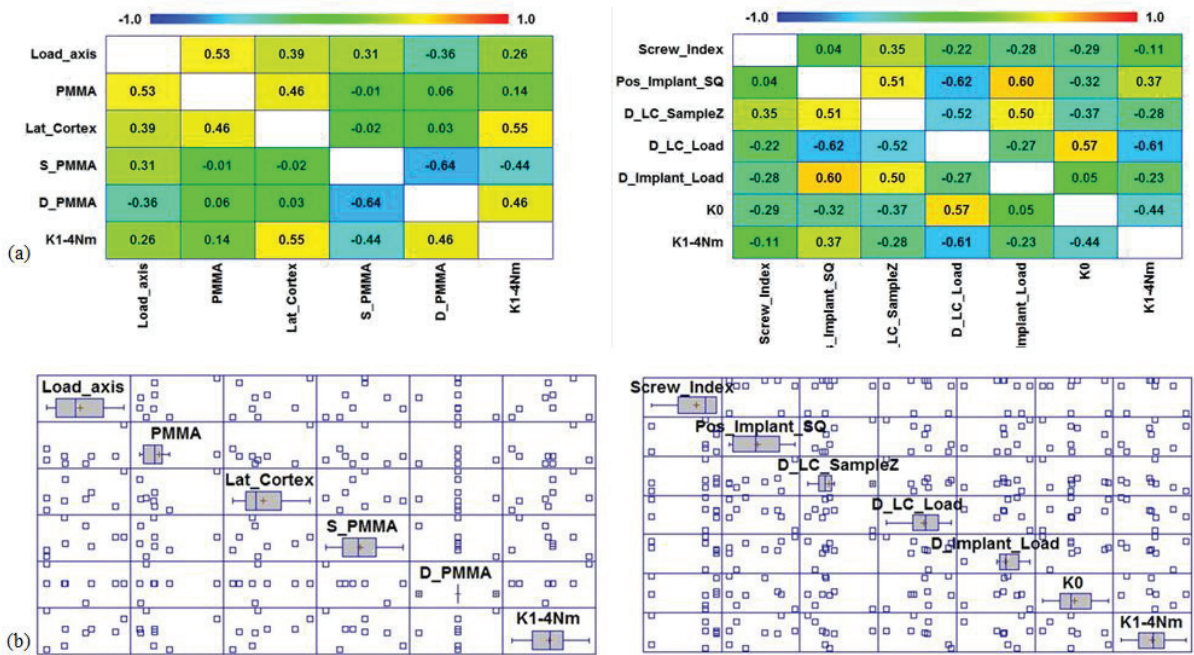 -1.0 1.0
Load_axis 0.53 0.39 0.31 -0.36 0.26
PMMA 0.53 0.46 -0.01 0.06 0.14
Lat_Cortex 0.39 0.46 -0.02 0.03 0.55
S_PMMA 0.31 -0.01 -0.02 -0.64 -0.44
D_PMMA -0.36 0.06 0.03 -0.64 0.46
K1-4Nm 0.26 0.14 0.55 -0.44 0.46
(a)
Load_axis PMMA Lat_Cortex S_PMMA D_PMMA K1-4Nm
-1.0 1.0
Screw_Index 0.04 0.35 -0.22 -0.28 -0.29 -0.11
Pos_Implant_SQ 0.04 0.51 -0.62 0.60 -0.32 0.37
D_LC_SampleZ 0.35 0.51 -0.52 0.50 -0.37 -0.28
D_LC_Load -0.22 -0.62 -0.52 -0.27 0.57 -0.61
D_Implant_Load -0.28 0.60 0.50 -0.27 0.05 -0.23
K0 -0.29 -0.32 -0.37 0.57 0.05 -0.44
K1-4Nm -0.11 0.37 -0.28 -0.61 -0.23 -0.44
Screw_Index s_Implant_SQ _LC_SampleZ D_LC_Load Implant_Load K0 K1-4Nm
Load_axis
PMMA
Lat_Cortex
S_PMMA
D_PMMA
K1-4Nm
(b)
Screw_Index
Pos_Implant_SQ
D_LC_SampleZ
D_LC_Load
D_Implant_Load
K0
K1-4Nm